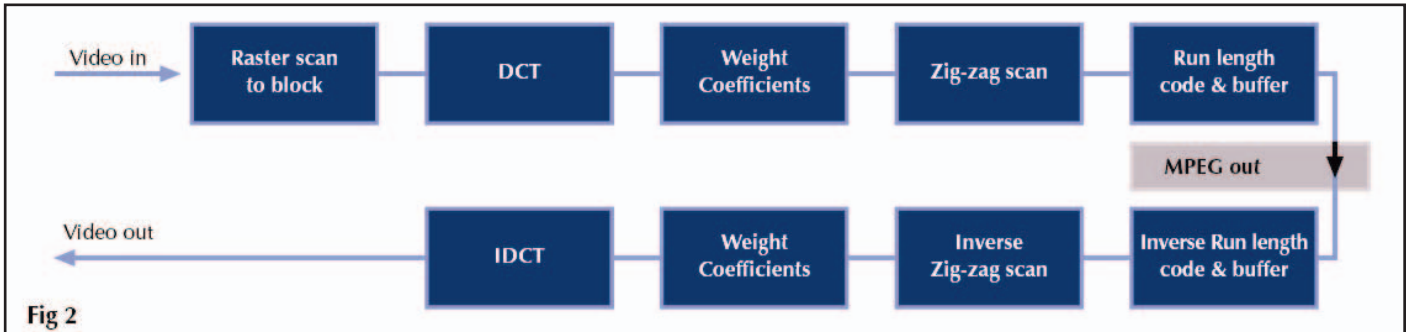 Video in
Raster scan
to block
DCT
Weight
Coefficients
Zig-zag scan
Run length
code & buffer
MPEG out
Video out
IDCT
Weight
Coefficients
Inverse
Zig-zag scan
Inverse Run length
code & buffer
Fig 2